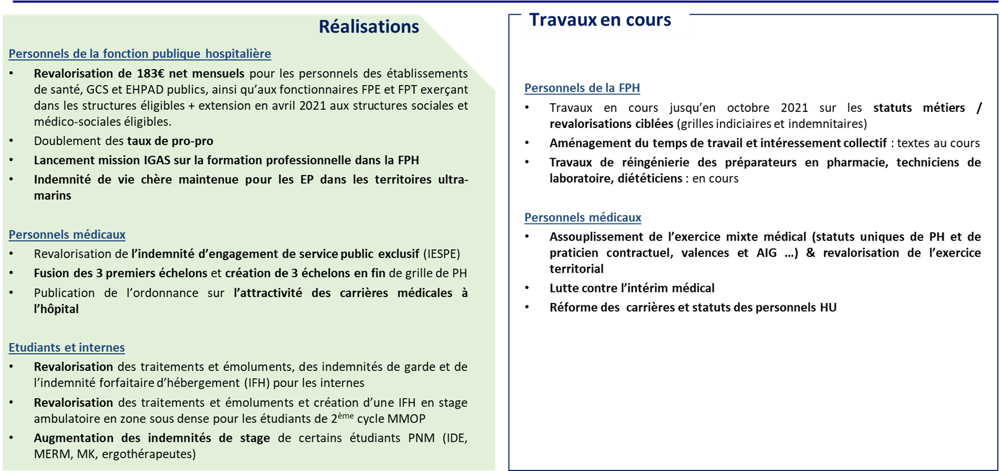 Réalisations
Personnels de la fonction publique hospitalière
• Revalorisation de 183€ net mensuels pour les personnels des établissements
de santé, GCS et EHPAD publics, ainsi qu’aux fonctionnaires FPE et FPT exerçant
dans les structures éligibles + extension en avril 2021 aux structures sociales et
médico-sociales éligibles.
• Doublement des taux de pro-pro
• Lancement mission IGAS sur la formation professionnelle dans la FPH
• Indemnité de vie chère maintenue pour les EP dans les territoires ultra-
marins
Personnels médicaux
• Revalorisation de l’indemnité d’engagement de service public exclusif (IESPE)
• Fusion des 3 premiers échelons et création de 3 échelons en fin de grille de PH
• Publication de l’ordonnance sur l’attractivité des carrières médicales à
l’hôpital
Etudiants et internes
• Revalorisation des traitements et émoluments, des indemnités de garde et de
l’indemnité forfaitaire d’hébergement (IFH) pour les internes
• Revalorisation des traitements et émoluments et création d’une IFH en stage
ambulatoire en zone sous dense pour les étudiants de 2ème cycle MMOP
• Augmentation des indemnités de stage de certains étudiants PNM (IDE,
MERM, MK, ergothérapeutes)
Travaux en cours
Personnels de la FPH
• Travaux en cours jusqu’en octobre 2021 sur les statuts métiers /
revalorisations ciblées (grilles indiciaires et indemnitaires)
• Aménagement du temps de travail et intéressement collectif : textes au cours
• Travaux de réingénierie des préparateurs en pharmacie, techniciens de
laboratoire, diététiciens : en cours
Personnels médicaux
• Assouplissement de l’exercice mixte médical (statuts uniques de PH et de
praticien contractuel, valences et AIG …) & revalorisation de l’exercice
territorial
• Lutte contre l’intérim médical
• Réforme des carrières et statuts des personnels HU